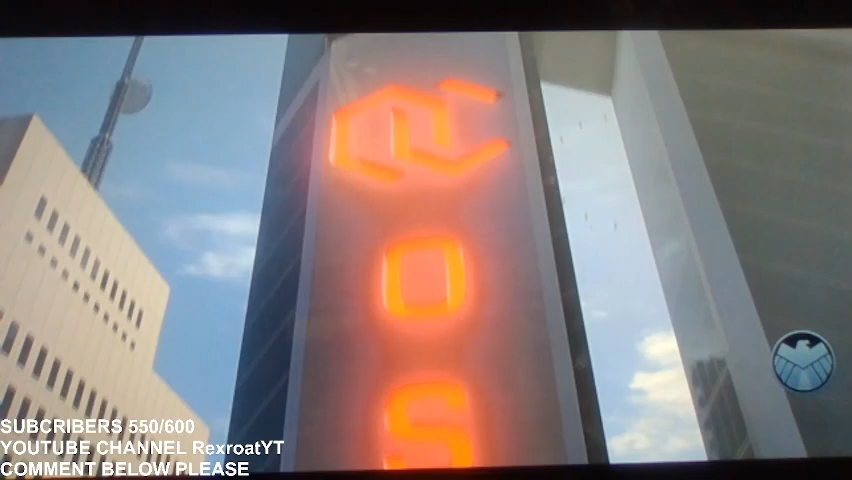 O
S
SUBCRIBERS 550/600
YOUTUBE CHANNEL RexroatYT
COMMENT BELOW PLEASE